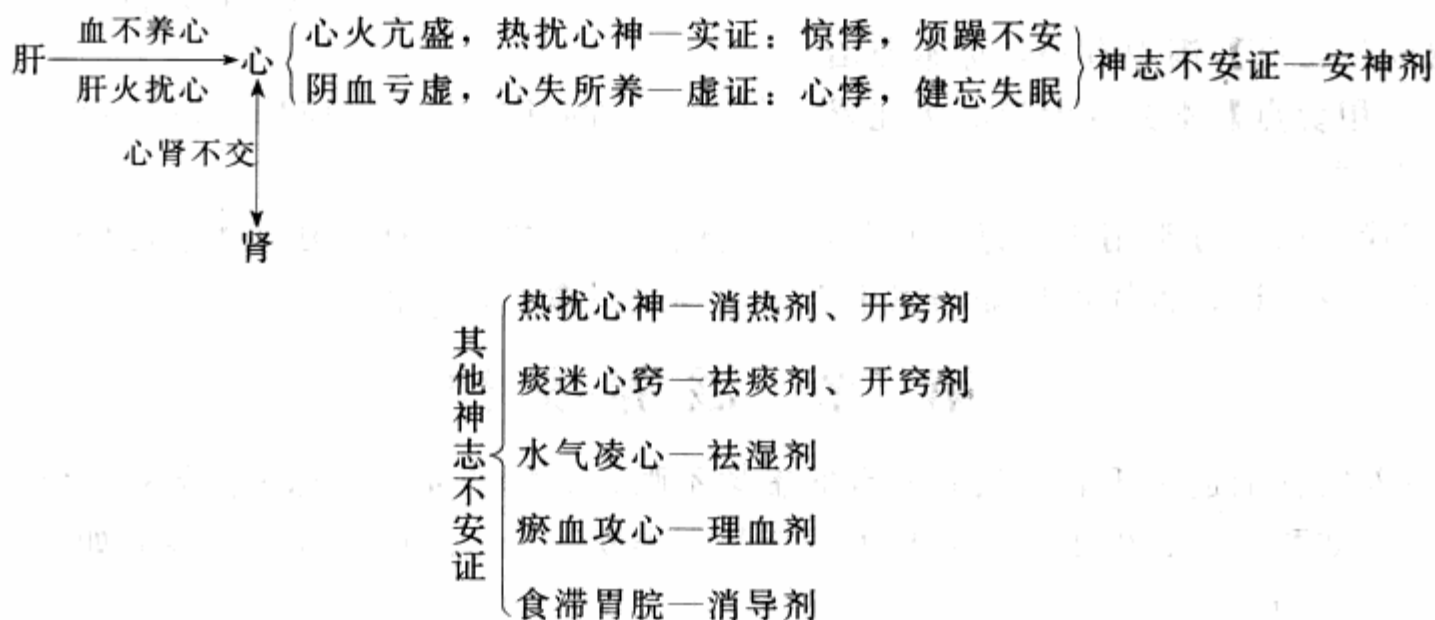 血不养心
肝
肝火扰心
心
心火亢盛，热扰心神—实证：惊悸，烦躁不安
阴血亏虚，心失所养—虚证：心悸，健忘失眠
神志不安证—安神剂
心肾不交
肾
其他神志不安证
热扰心神—消热剂、开窍剂
痰迷心窍—祛痰剂、开窍剂
水气凌心—祛湿剂
瘀血攻心—理血剂
食滞胃脘—消导剂